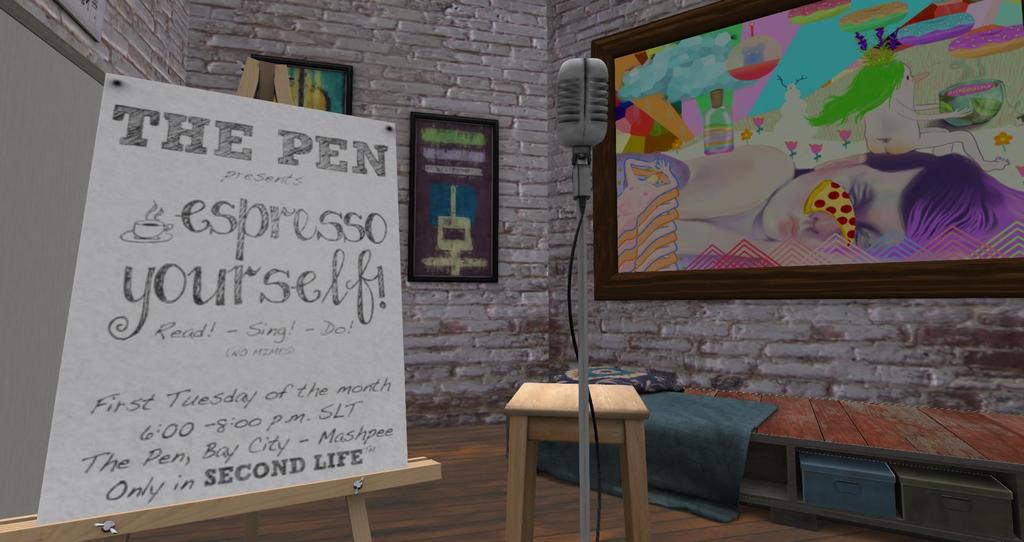 THE PEN
presents
espresso
yourself!
Read! - Sing! - Do!
(NO MIMES)
First Tuesday of the month
6:00 - 8:00 p.m. SLT
The Pen, Bay City - Mashpee
Only in SECOND LIFE™